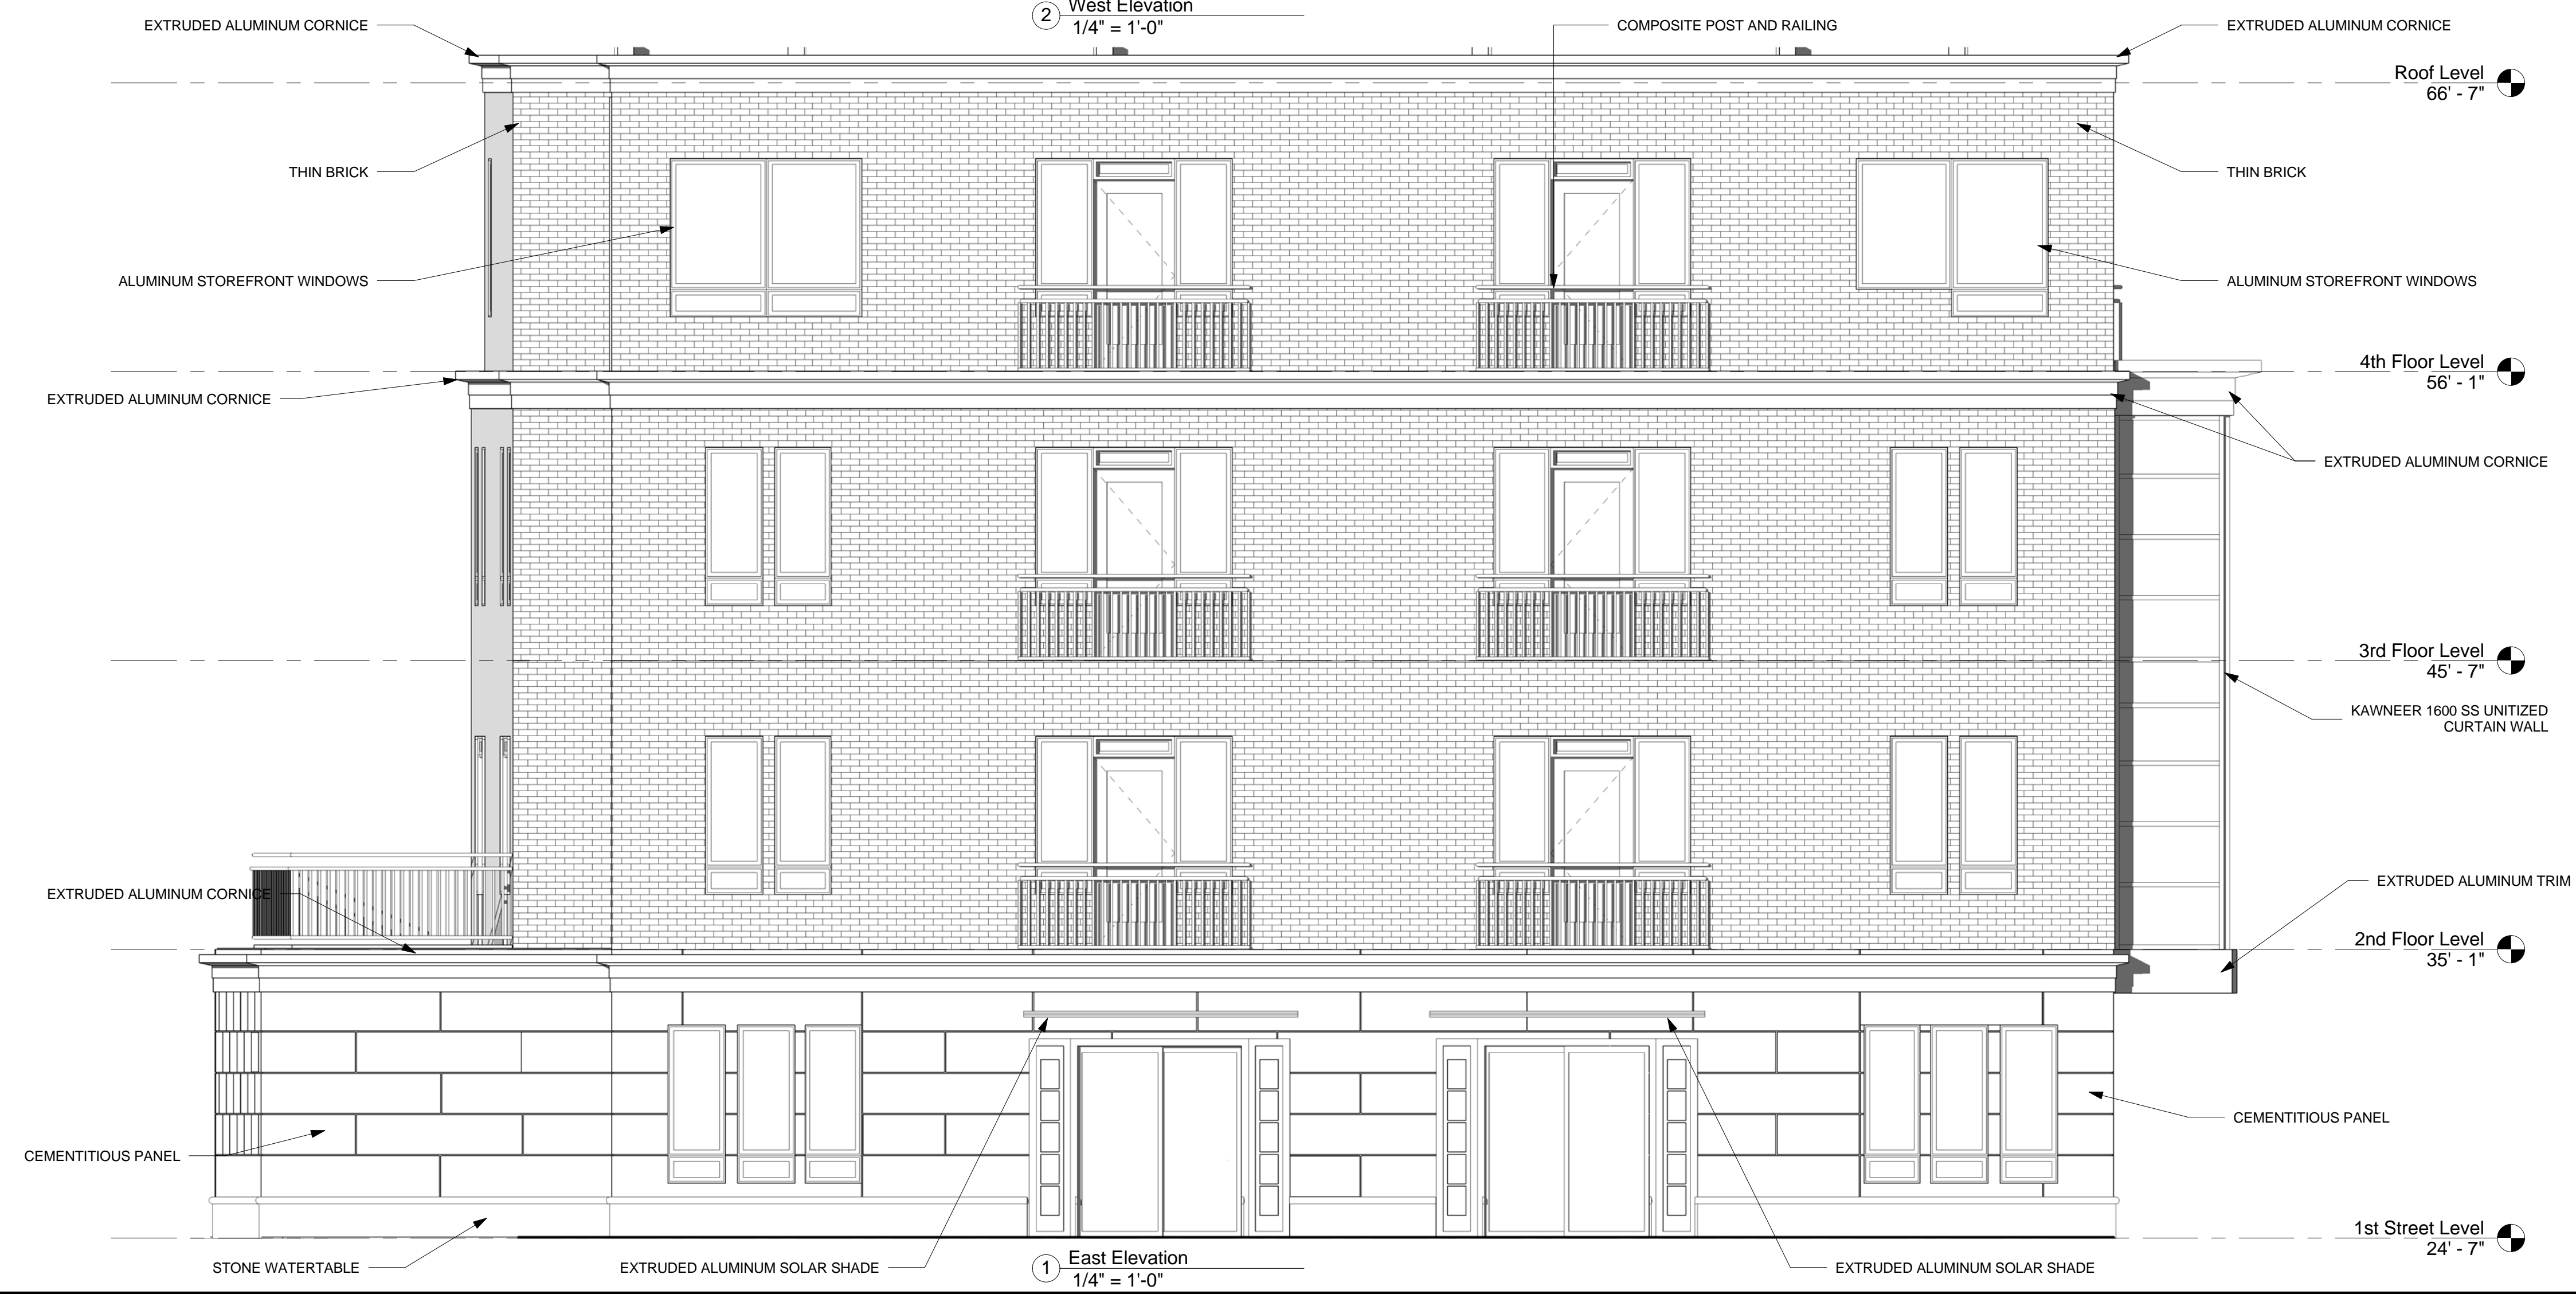 2 West Elevation
1/4" = 1'-0"
EXTRUDED ALUMINUM CORNICE
COMPOSITE POST AND RAILING
EXTRUDED ALUMINUM CORNICE
Roof Level
66' - 7"
THIN BRICK
THIN BRICK
ALUMINUM STOREFRONT WINDOWS
ALUMINUM STOREFRONT WINDOWS
4th Floor Level
56' - 1"
EXTRUDED ALUMINUM CORNICE
EXTRUDED ALUMINUM CORNICE
3rd Floor Level
45' - 7"
KAWNEER 1600 SS UNITIZED
CURTAIN WALL
EXTRUDED ALUMINUM TRIM
EXTRUDED ALUMINUM CORNICE
2nd Floor Level
35' - 1"
CEMENTITIOUS PANEL
CEMENTITIOUS PANEL
1st Street Level
24' - 7"
STONE WATERTABLE
EXTRUDED ALUMINUM SOLAR SHADE
1 East Elevation
1/4" = 1'-0"
EXTRUDED ALUMINUM SOLAR SHADE